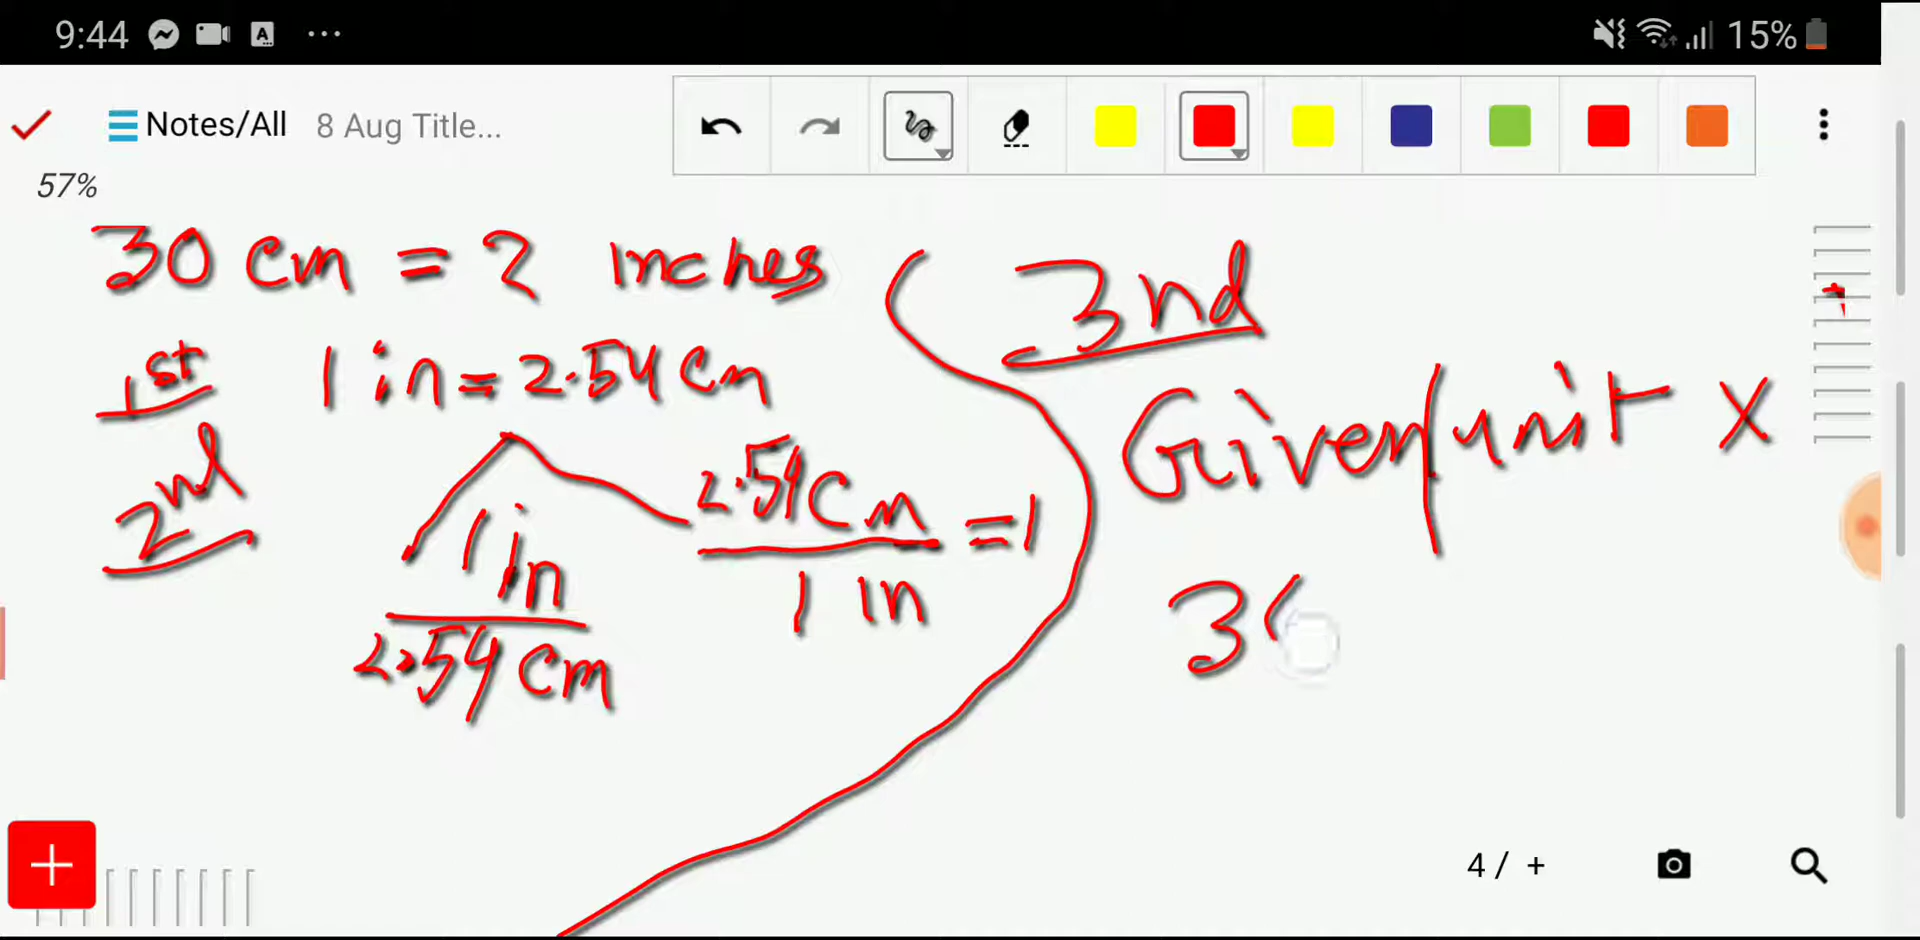 9:44 A ... 15%
Notes/All 8 Aug Title...
57%
30 cm = 2 inches
1st 1 in = 2.54 cm
2nd
1 in
2.54 cm
2.54 cm = 1
1 in
3nd
Given unit X
3
4 / +